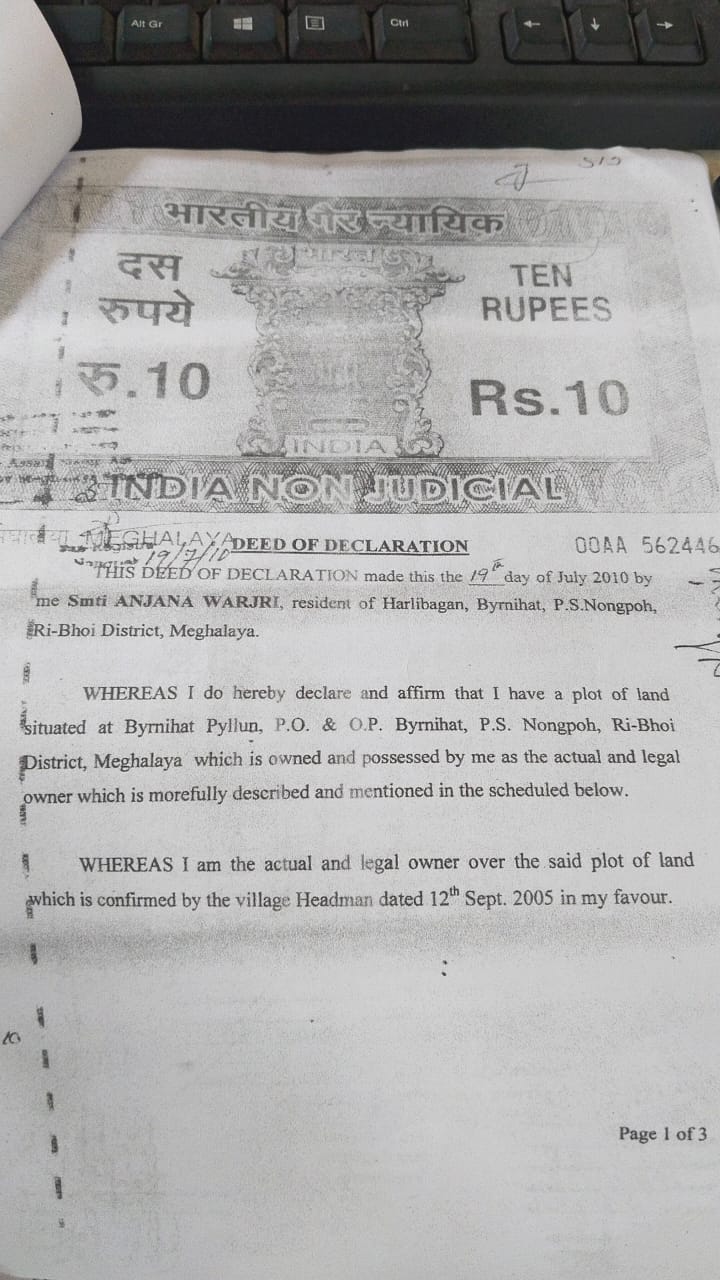 Alt Gr
Ctrl
भारतीय गैर न्यायिक
दस
रुपये
रु.10
भारत
TEN
RUPEES
Rs.10
INDIA
INDIA NON JUDICIAL
MEGHALAYA
00AA 562446
19/7/10
DEED OF DECLARATION
THIS DEED OF DECLARATION made this the 19th day of July 2010 by
me Smti ANJANA WARJRI, resident of Harlibagan, Byrnihat, P.S.Nongpoh,
Ri-Bhoi District, Meghalaya.
WHEREAS I do hereby declare and affirm that I have a plot of land
situated at Byrnihat Pyllun, P.O. & O.P. Byrnihat, P.S. Nongpoh, Ri-Bhoi
District, Meghalaya which is owned and possessed by me as the actual and legal
owner which is morefully described and mentioned in the scheduled below.
WHEREAS I am the actual and legal owner over the said plot of land
which is confirmed by the village Headman dated 12th Sept. 2005 in my favour.
Page 1 of 3